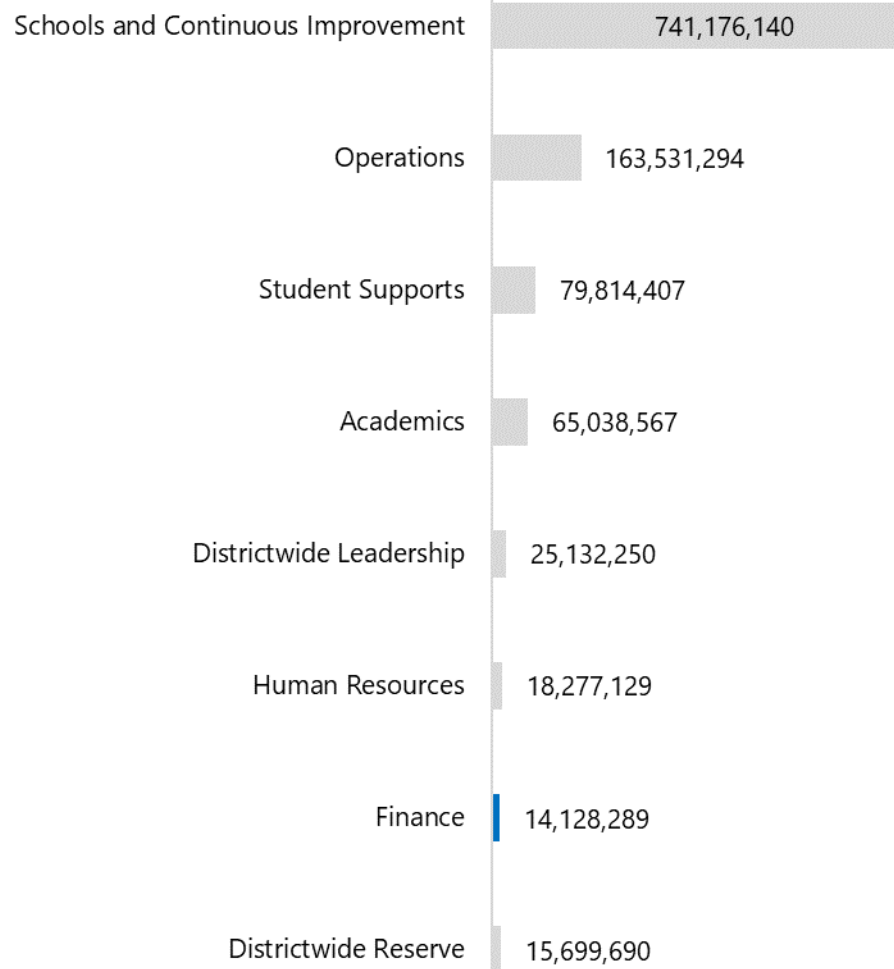 Schools and Continuous Improvement 741,176,140
Operations 163,531,294
Student Supports 79,814,407
Academics 65,038,567
Districtwide Leadership 25,132,250
Human Resources 18,277,129
Finance 14,128,289
Districtwide Reserve 15,699,690